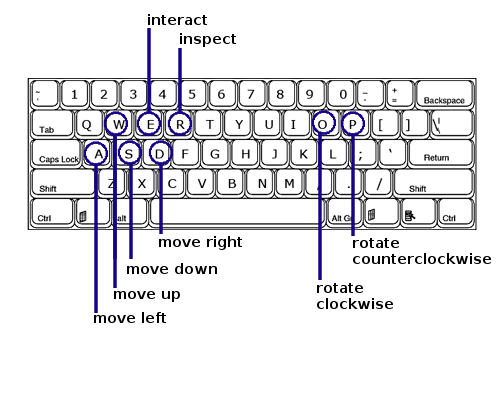 interact
inspect
~ 1 2 3 4 5 6 7 8 9 0 - + = Backspace
Tab Q W E R T Y U I O P [ ] \ |
Caps Lock A S D F G H J K L ; ' Return
Shift Z X C V B N M , . / Shift
Ctrl alt Alt Gr Ctrl
move right
rotate
counterclockwise
move down
rotate
clockwise
move up
move left